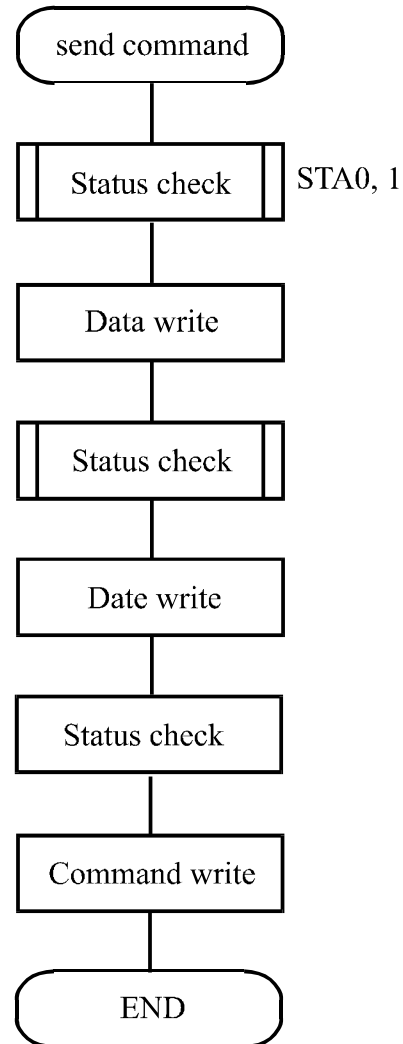 send command
Status check
STA0, 1
Data write
Status check
Date write
Status check
Command write
END